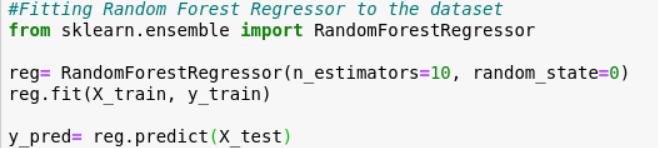 #Fitting Random Forest Regressor to the dataset
from sklearn.ensemble import RandomForestRegressor
reg= RandomForestRegressor(n_estimators=10, random_state=0)
reg.fit(X_train, y_train)
y_pred= reg.predict(X_test)